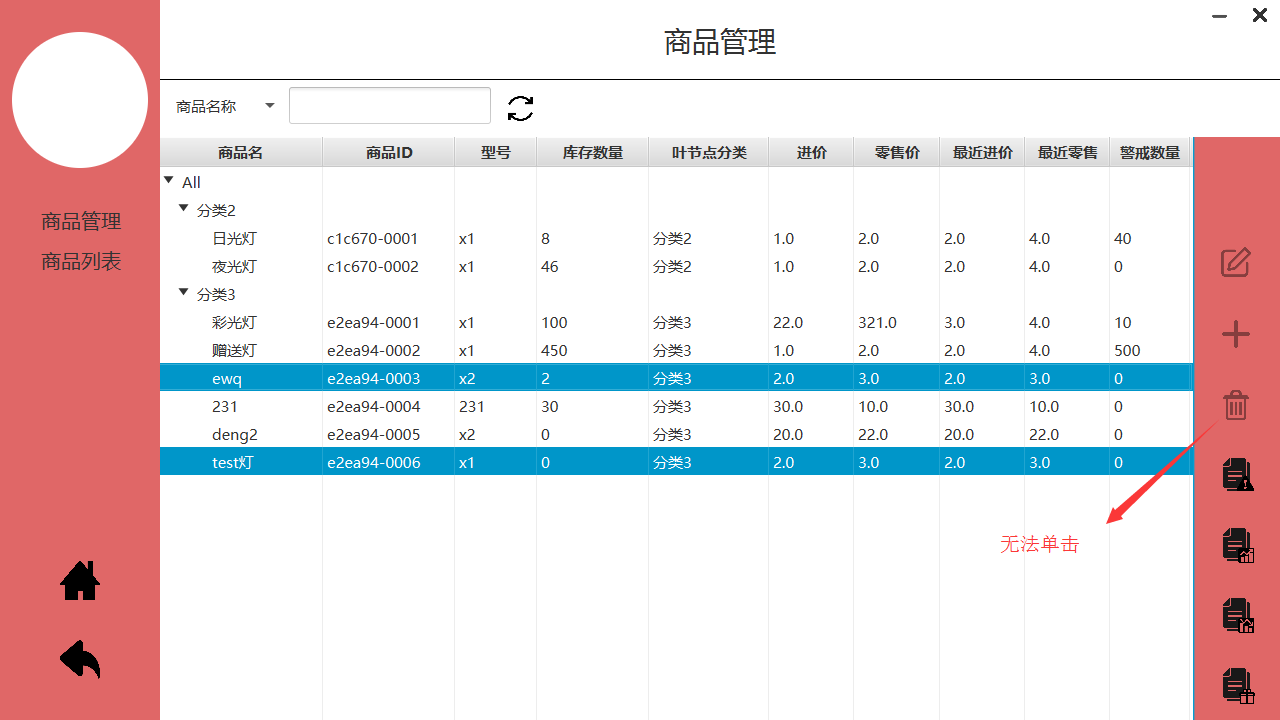 商品管理
商品名称
商品管理
商品列表
商品名 商品ID 型号 库存数量 叶节点分类 进价 零售价 最近进价 最近零售 警戒数量
All
分类2
日光灯 c1c670-0001 x1 8 分类2 1.0 2.0 2.0 4.0 40
夜光灯 c1c670-0002 x1 46 分类2 1.0 2.0 2.0 4.0 0
分类3
彩光灯 e2ea94-0001 x1 100 分类3 22.0 321.0 3.0 4.0 10
赠送灯 e2ea94-0002 x1 450 分类3 1.0 2.0 2.0 4.0 500
ewq e2ea94-0003 x2 2 分类3 2.0 3.0 2.0 3.0 0
231 e2ea94-0004 231 30 分类3 30.0 10.0 30.0 10.0 0
deng2 e2ea94-0005 x2 0 分类3 20.0 22.0 20.0 22.0 0
test灯 e2ea94-0006 x1 0 分类3 2.0 3.0 2.0 3.0 0
无法单击